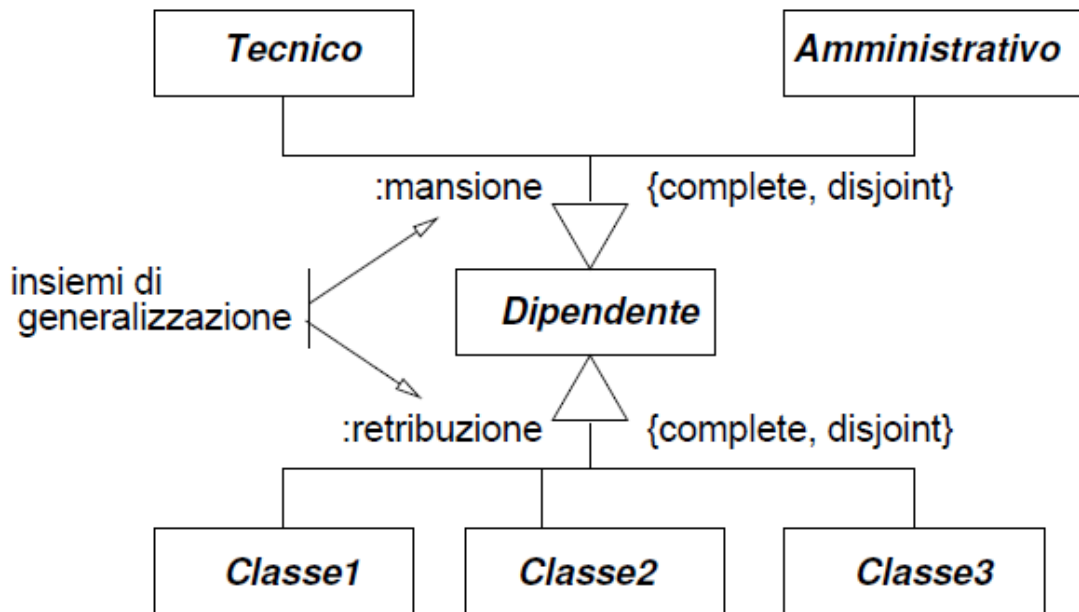 Tecnico
Amministrativo
:mansione
{complete, disjoint}
insiemi di
generalizzazione
Dipendente
:retribuzione
{complete, disjoint}
Classe1
Classe2
Classe3